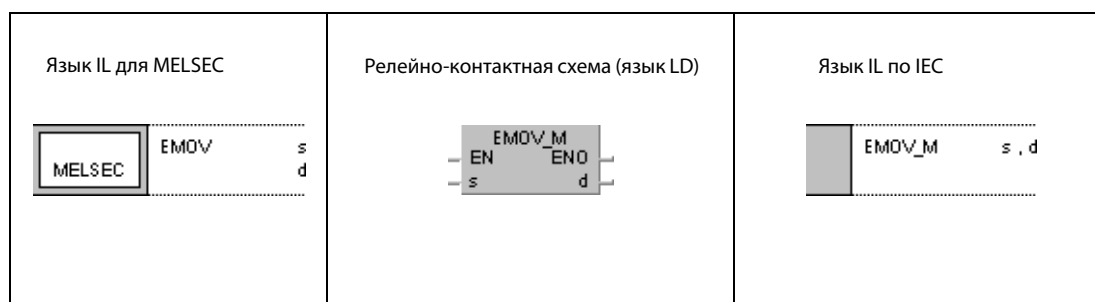 Язык IL для MELSEC
MELSEC
EMOV s
d
Релейно-контактная схема (язык LD)
EMOV_M
EN ENO
s d
Язык IL по IEC
EMOV_M s , d